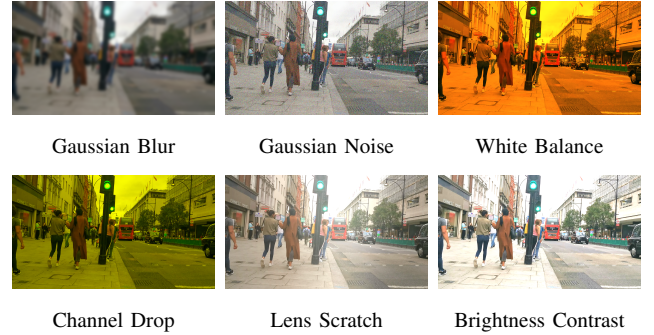 Gaussian Blur
Gaussian Noise
White Balance
Channel Drop
Lens Scratch
Brightness Contrast